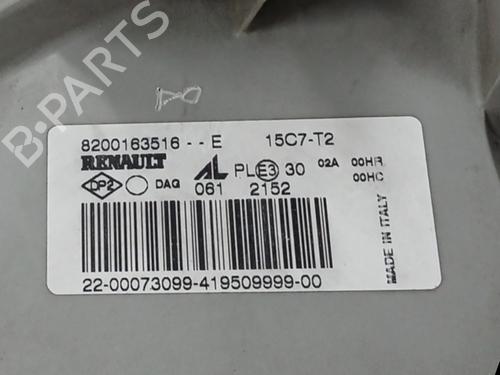 B-PARTS
8200163516 - - E 15C7-T2
RENAULT AL PL E3 30 02A 00HR
00HC
DP2 DAG 061 2152
MADE IN ITALY
22-00073099-419509999-00